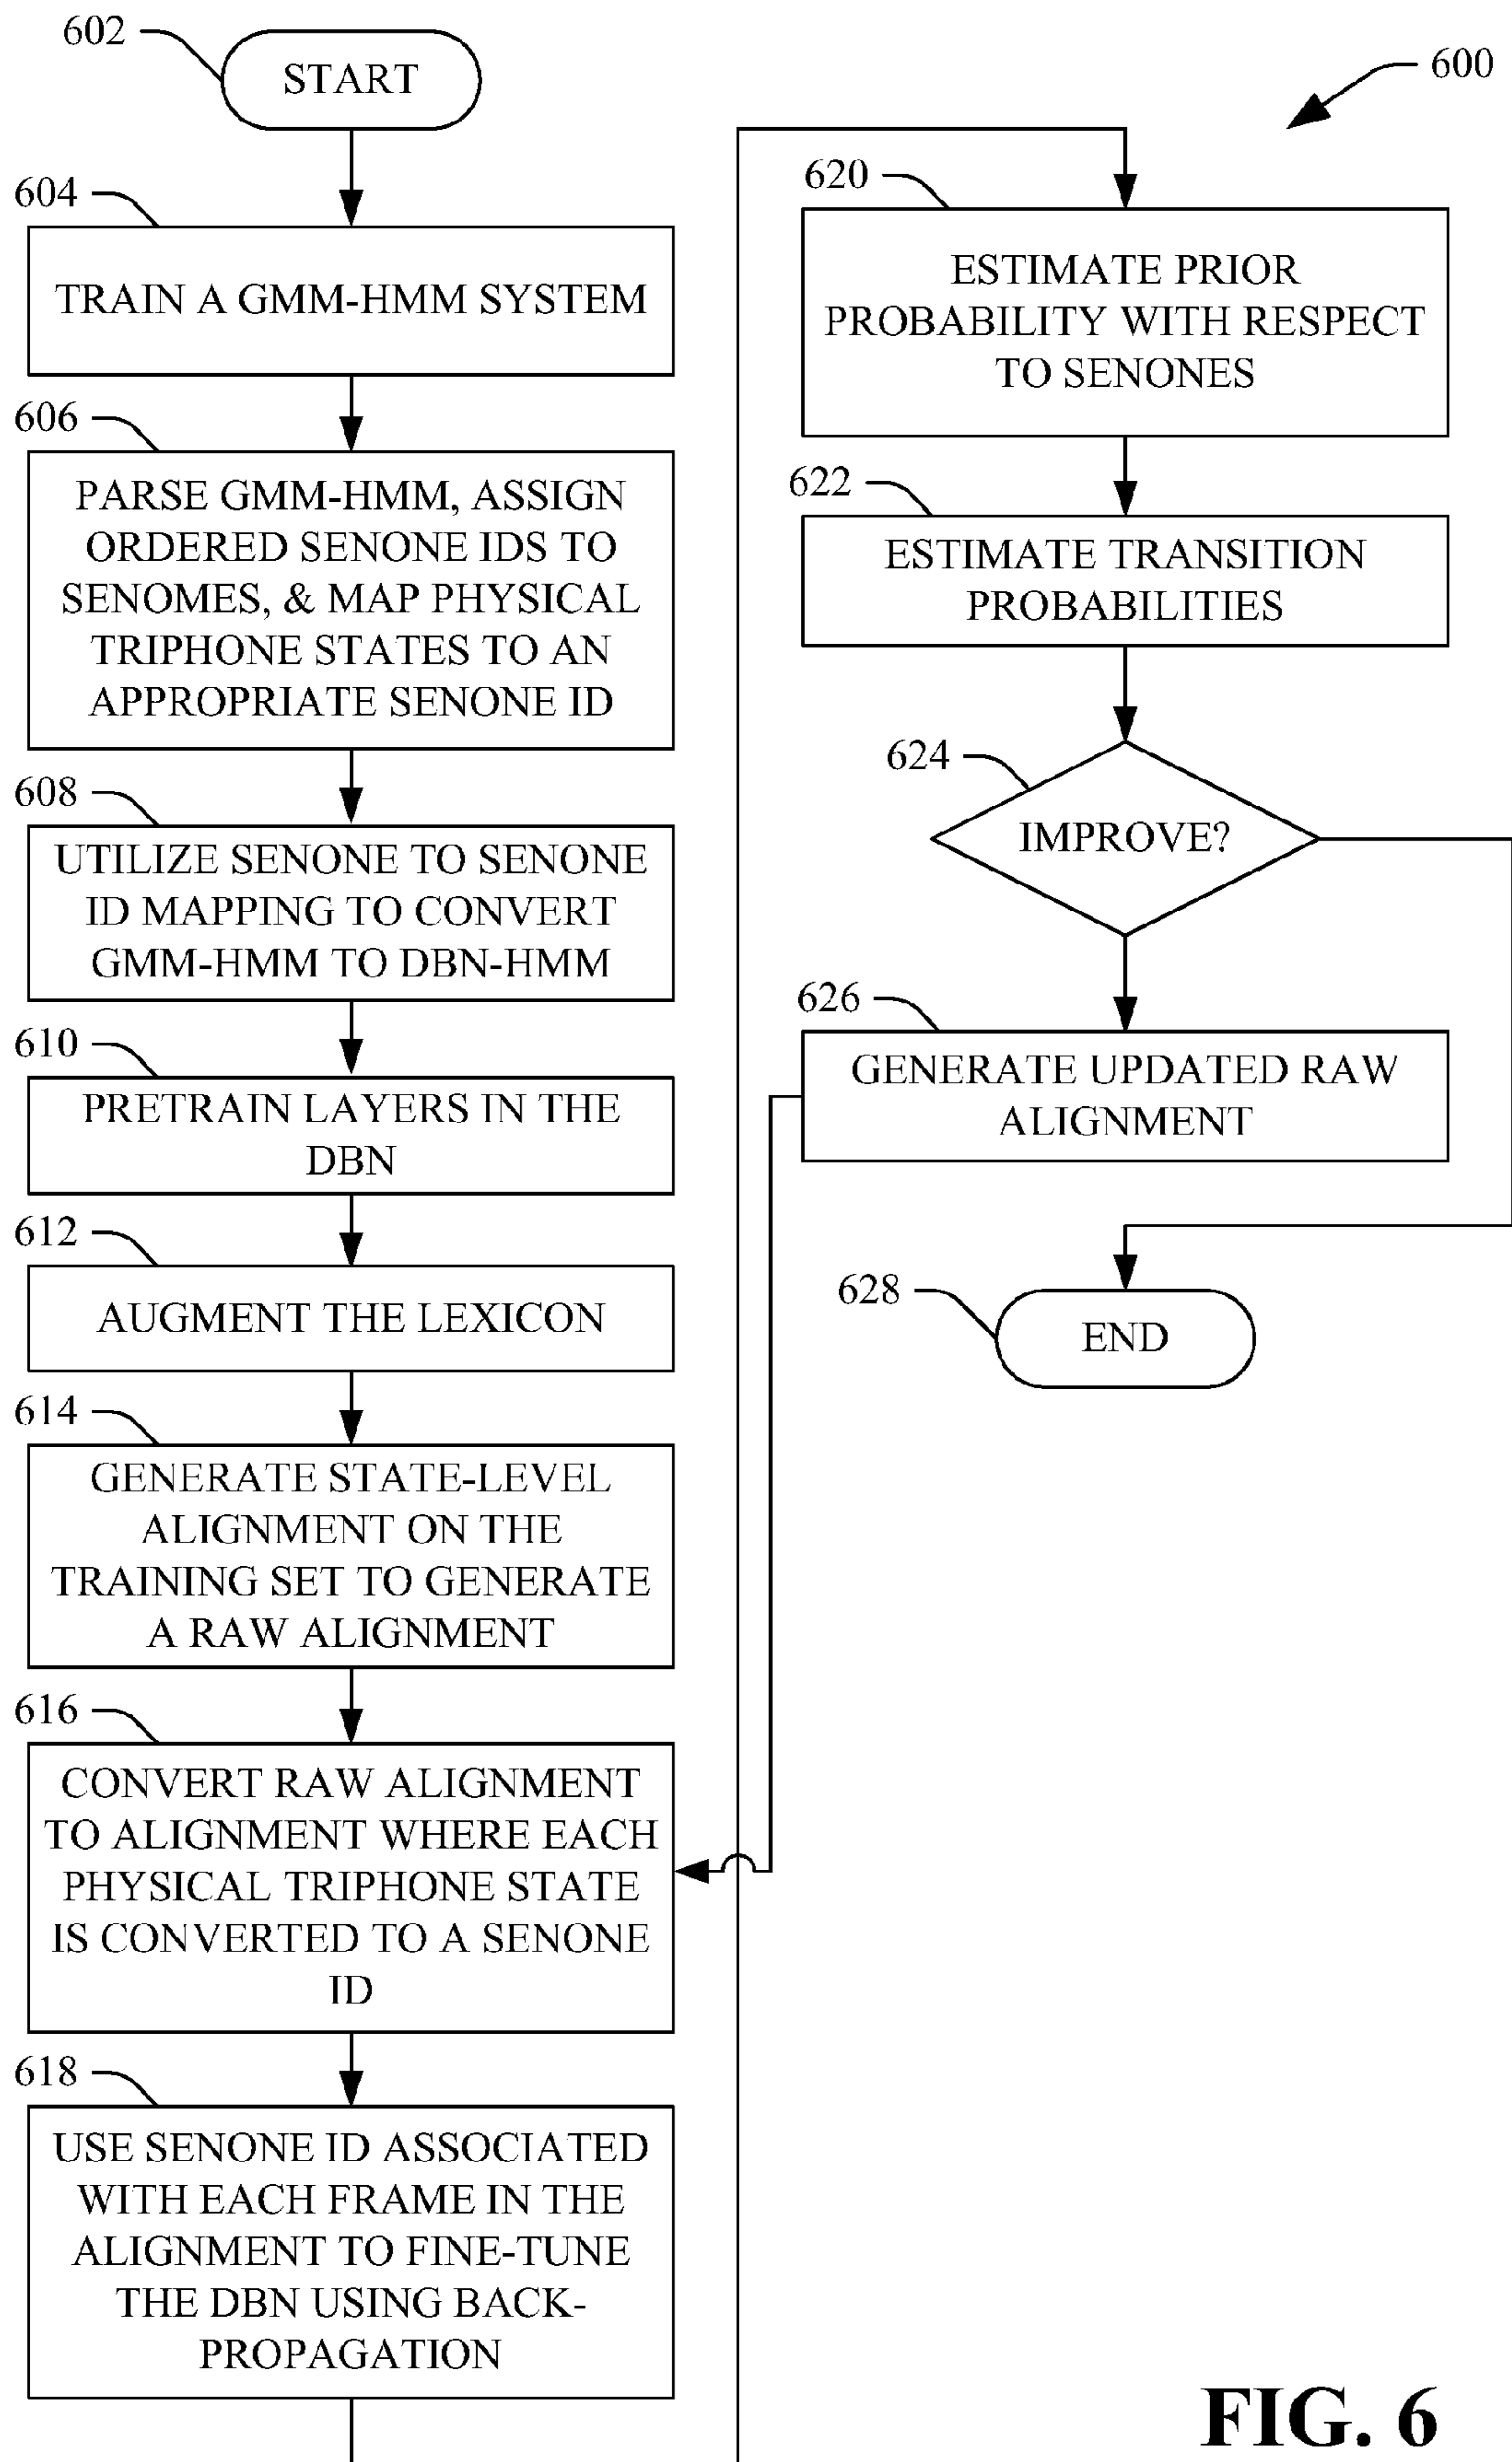 602
START
600
604
TRAIN A GMM-HMM SYSTEM
606
PARSE GMM-HMM, ASSIGN
ORDERED SENONE IDS TO
SENOMES, & MAP PHYSICAL
TRIPHONE STATES TO AN
APPROPRIATE SENONE ID
608
UTILIZE SENONE TO SENONE
ID MAPPING TO CONVERT
GMM-HMM TO DBN-HMM
610
PRETRAIN LAYERS IN THE
DBN
612
AUGMENT THE LEXICON
614
GENERATE STATE-LEVEL
ALIGNMENT ON THE
TRAINING SET TO GENERATE
A RAW ALIGNMENT
616
CONVERT RAW ALIGNMENT
TO ALIGNMENT WHERE EACH
PHYSICAL TRIPHONE STATE
IS CONVERTED TO A SENONE
ID
618
USE SENONE ID ASSOCIATED
WITH EACH FRAME IN THE
ALIGNMENT TO FINE-TUNE
THE DBN USING BACK-
PROPAGATION
620
ESTIMATE PRIOR
PROBABILITY WITH RESPECT
TO SENONES
622
ESTIMATE TRANSITION
PROBABILITIES
624
IMPROVE?
626
GENERATE UPDATED RAW
ALIGNMENT
628
END
FIG. 6